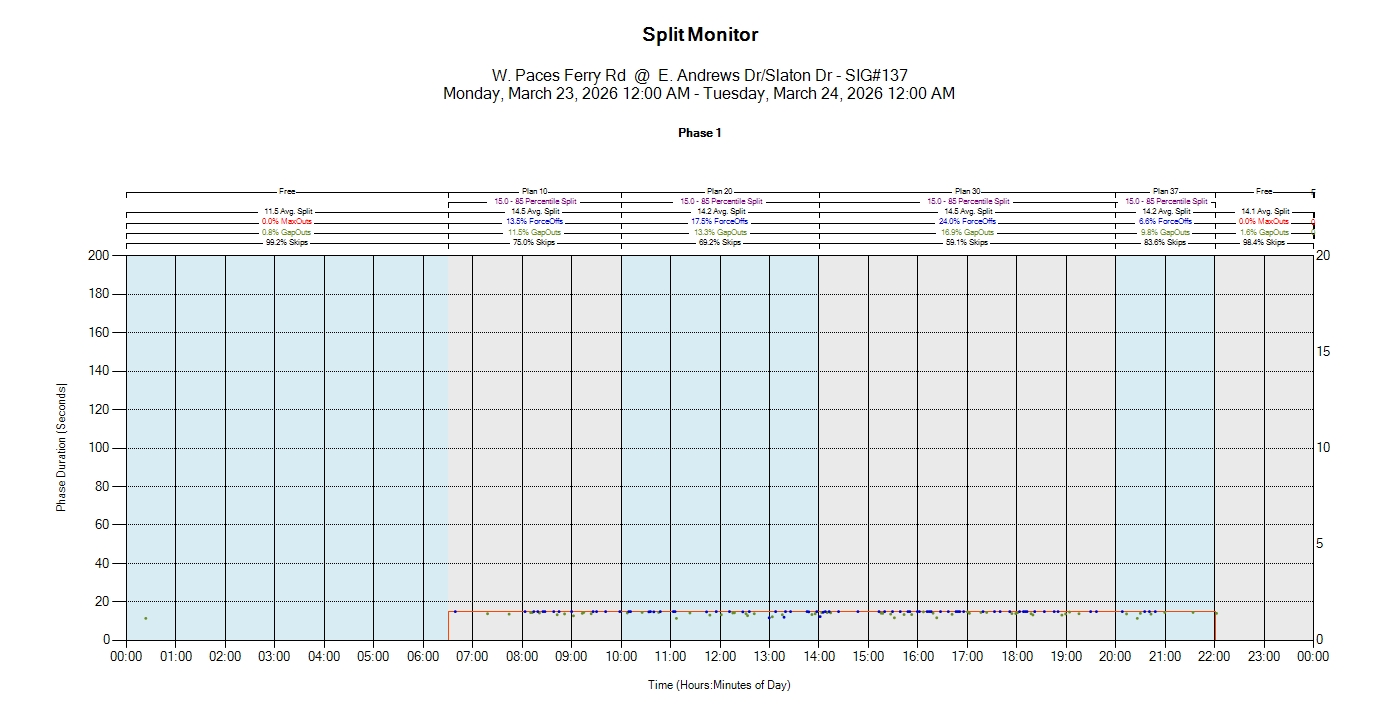 Split Monitor
W. Paces Ferry Rd @ E. Andrews Dr/Slaton Dr - SIG#137
Monday, March 23, 2026 12:00 AM - Tuesday, March 24, 2026 12:00 AM
Phase 1
Free Plan 10 Plan 20 Plan 30 Plan 37 Free
15.0 - 85 Percentile Split 15.0 - 85 Percentile Split 15.0 - 85 Percentile Split 15.0 - 85 Percentile Split
11.5 Avg. Split 14.5 Avg. Split 14.2 Avg. Split 14.5 Avg. Split 14.2 Avg. Split 14.1 Avg. Split
0.0% MaxOuts 13.5% ForceOffs 17.5% ForceOffs 24.0% ForceOffs 6.6% ForceOffs 0.0% MaxOuts
0.8% GapOuts 11.5% GapOuts 13.3% GapOuts 16.9% GapOuts 9.8% GapOuts 1.6% GapOuts
99.2% Skips 75.0% Skips 69.2% Skips 59.1% Skips 83.6% Skips 98.4% Skips
200 20
180
160
15
140
120
100 10
80
60
5
40
20
0 0
Phase Duration (Seconds)
00:00 01:00 02:00 03:00 04:00 05:00 06:00 07:00 08:00 09:00 10:00 11:00 12:00 13:00 14:00 15:00 16:00 17:00 18:00 19:00 20:00 21:00 22:00 23:00 00:00
Time (Hours:Minutes of Day)